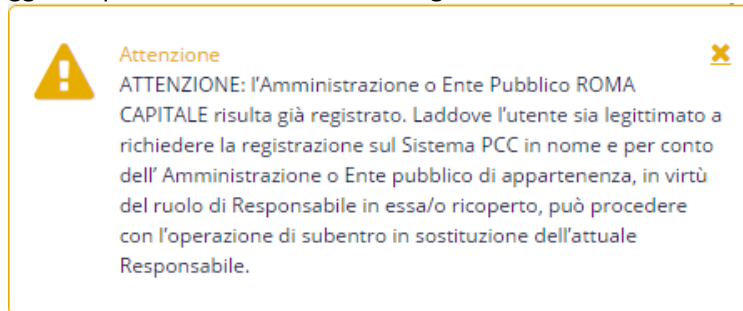 Attenzione
ATTENZIONE: l'Amministrazione o Ente Pubblico ROMA
CAPITALE risulta già registrato. Laddove l'utente sia legittimato a
richiedere la registrazione sul Sistema PCC in nome e per conto
dell' Amministrazione o Ente pubblico di appartenenza, in virtù
del ruolo di Responsabile in essa/o ricoperto, può procedere
con l'operazione di subentro in sostituzione dell'attuale
Responsabile.